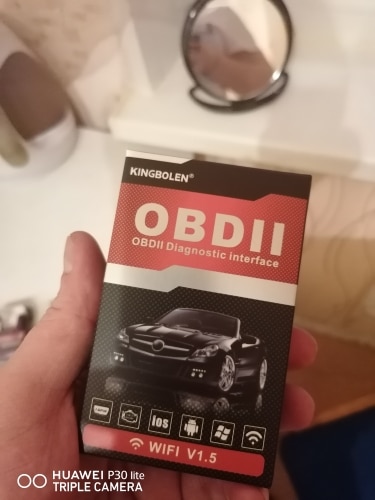 KINGBOLEN®
OBDII
OBDII Diagnostic Interface
Ios
WIFI V1.5
HUAWEI P30 lite
TRIPLE CAMERA